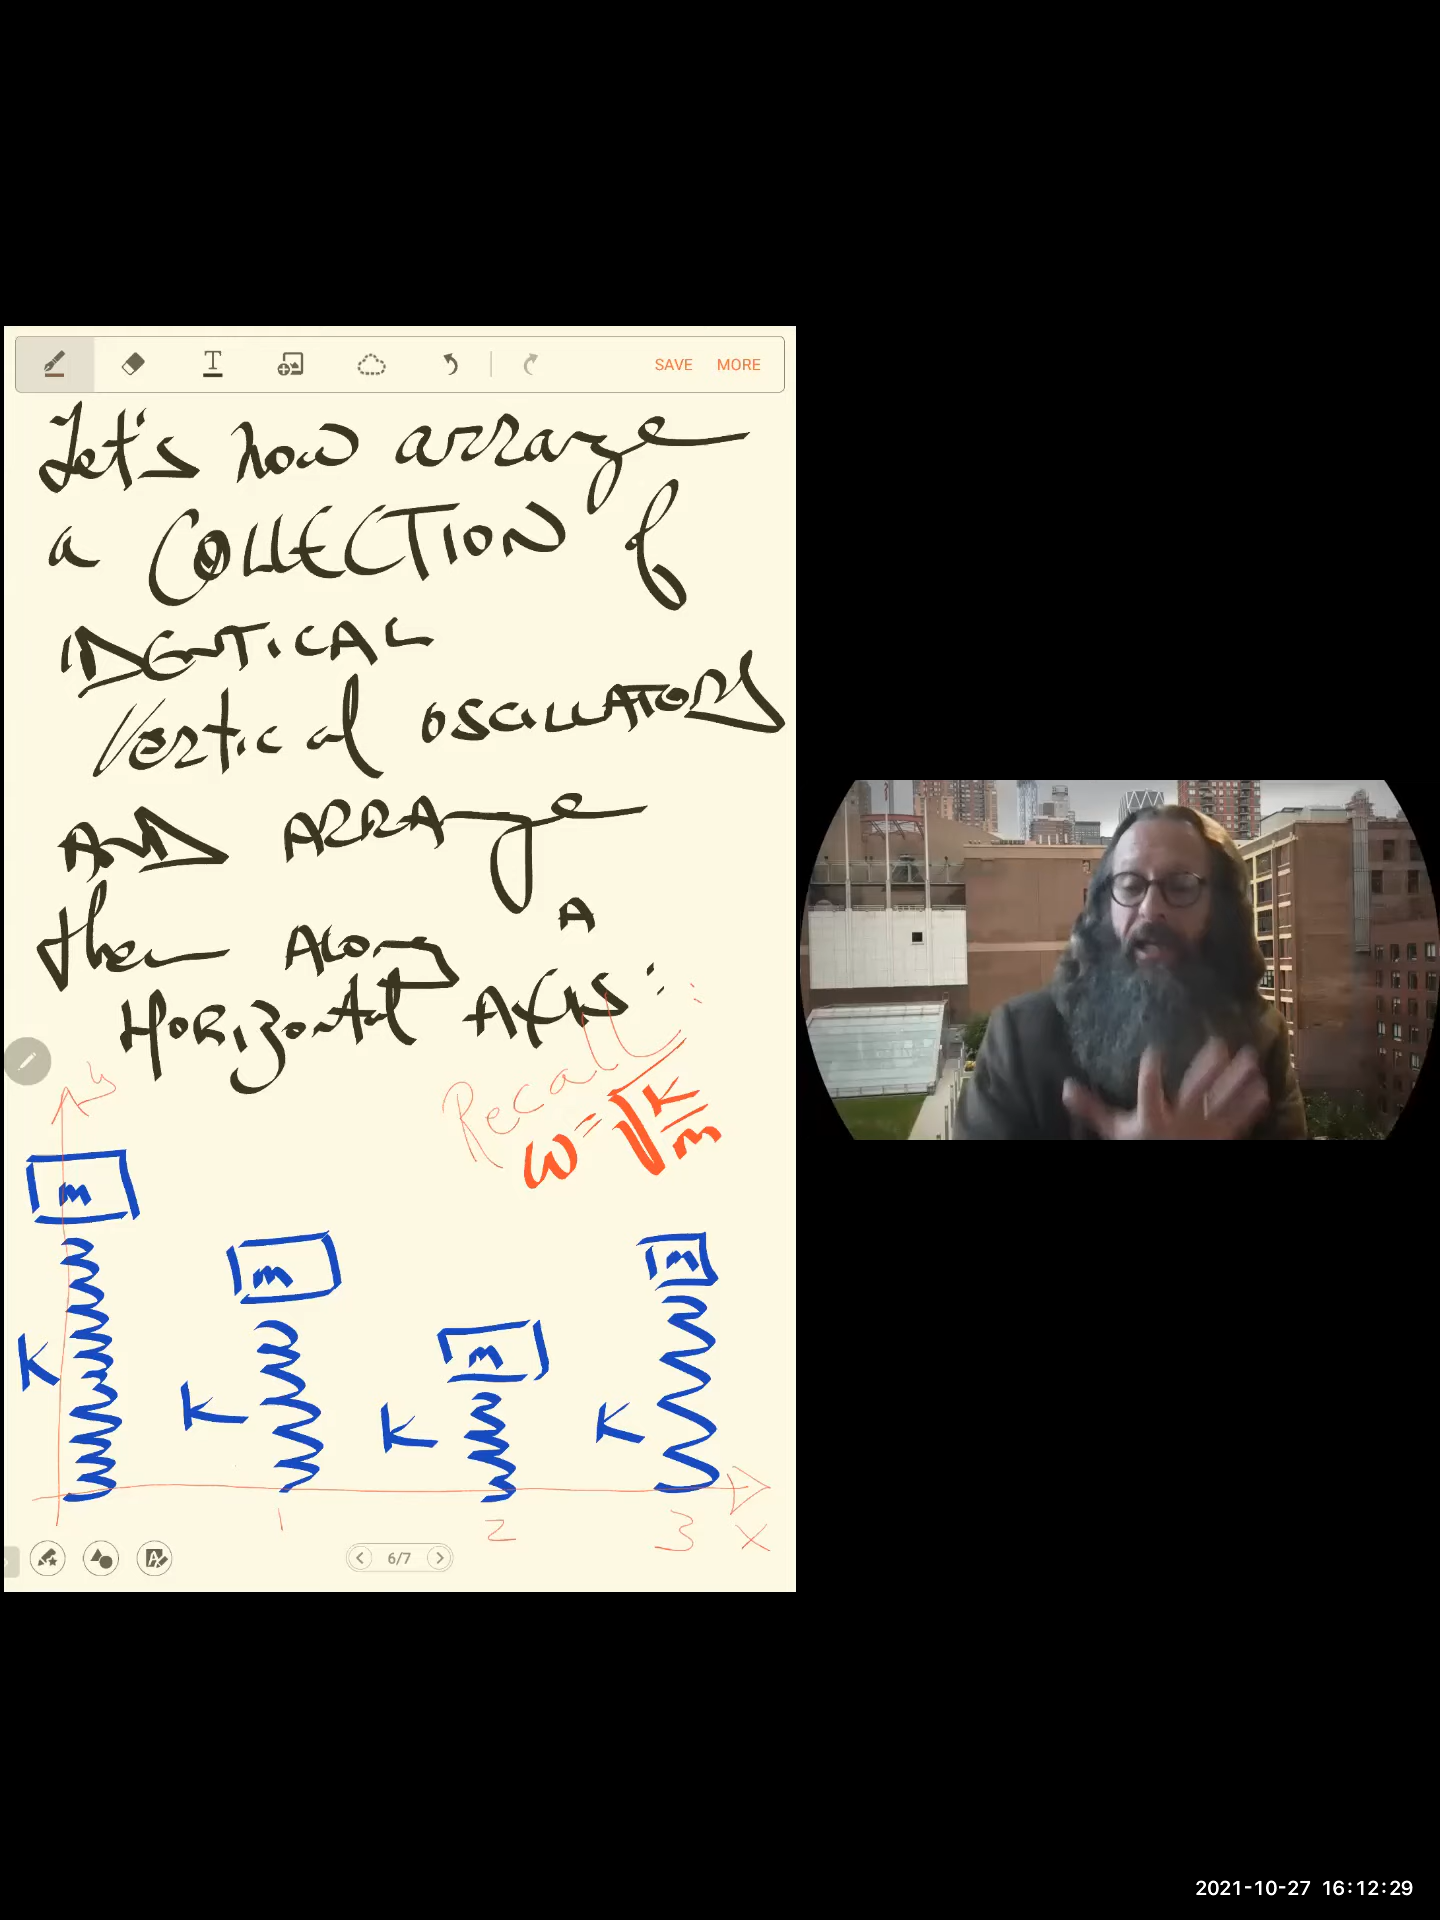 SAVE MORE
Let's now arrange
a COLLECTION of
IDENTICAL
Vertical OSCILLATORY
AND ARRAnge
them Along A
HORIZontal AXIS:
Recall:
ω = √K/m
y
m
m
m
m
K
K
K
K
1 2 3 x
6/7
2021-10-27 16:12:29